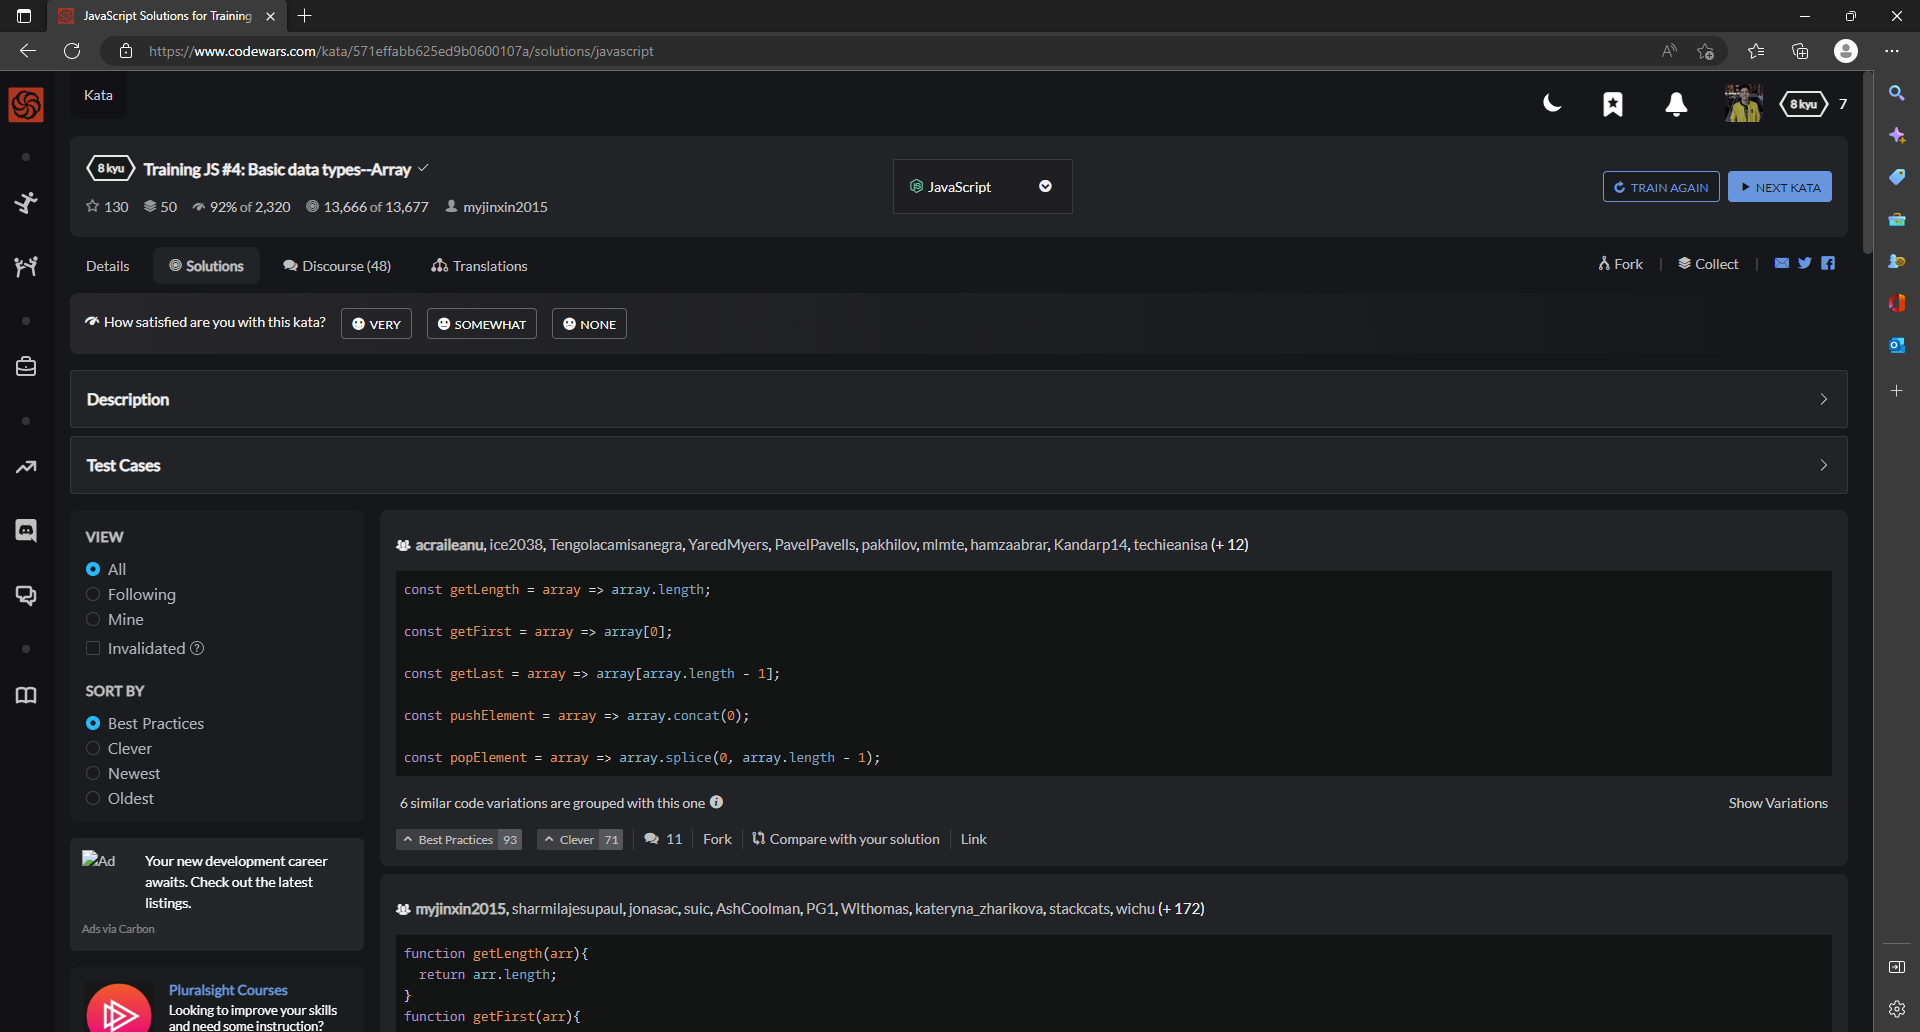 JavaScript Solutions for Training
https://www.codewars.com/kata/571effabb625ed9b0600107a/solutions/javascript
Kata
8 kyu
7
8 kyu
Training JS #4: Basic data types--Array
130
50
92% of 2,320
13,666 of 13,677
myjinxin2015
JavaScript
TRAIN AGAIN
NEXT KATA
Details
Solutions
Discourse (48)
Translations
Fork
Collect
How satisfied are you with this kata?
VERY
SOMEWHAT
NONE
Description
Test Cases
VIEW
All
Following
Mine
Invalidated
SORT BY
Best Practices
Clever
Newest
Oldest
Ad
Your new development career
awaits. Check out the latest
listings.
Ads via Carbon
Pluralsight Courses
Looking to improve your skills
and need some instruction?
acraileanu, ice2038, Tengolacamisanegra, YaredMyers, PavelPavells, pakhilov, mlmte, hamzaabrar, Kandarp14, techieanisa (+ 12)
const getLength = array => array.length;
const getFirst = array => array[0];
const getLast = array => array[array.length - 1];
const pushElement = array => array.concat(0);
const popElement = array => array.splice(0, array.length - 1);
6 similar code variations are grouped with this one
Show Variations
Best Practices 93
Clever 71
11
Fork
Compare with your solution
Link
myjinxin2015, sharmilajesupaul, jonasac, suic, AshCoolman, PG1, Wlthomas, kateryna_zharikova, stackcats, wichu (+ 172)
function getLength(arr){
return arr.length;
}
function getFirst(arr){